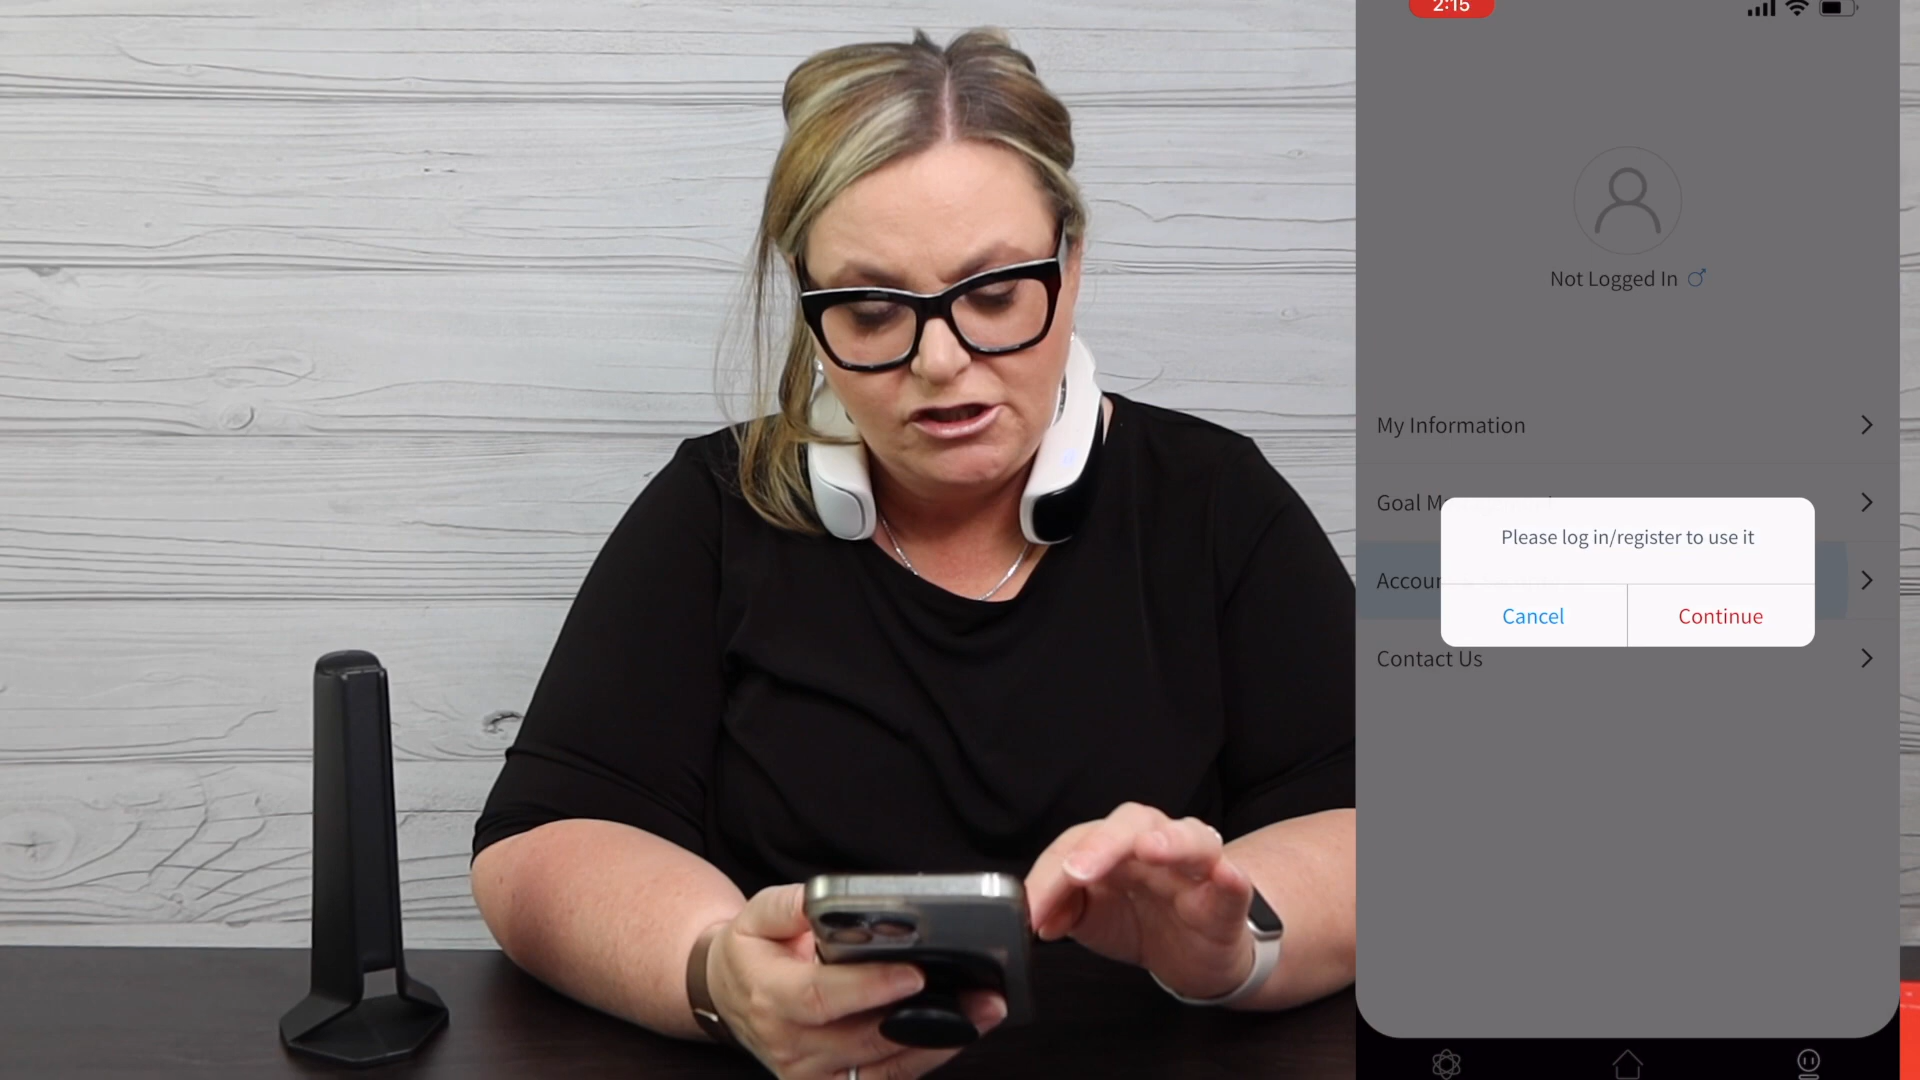 2:15
Not Logged In
My Information
Goal M
Accour
Please log in/register to use it
Cancel
Continue
Contact Us